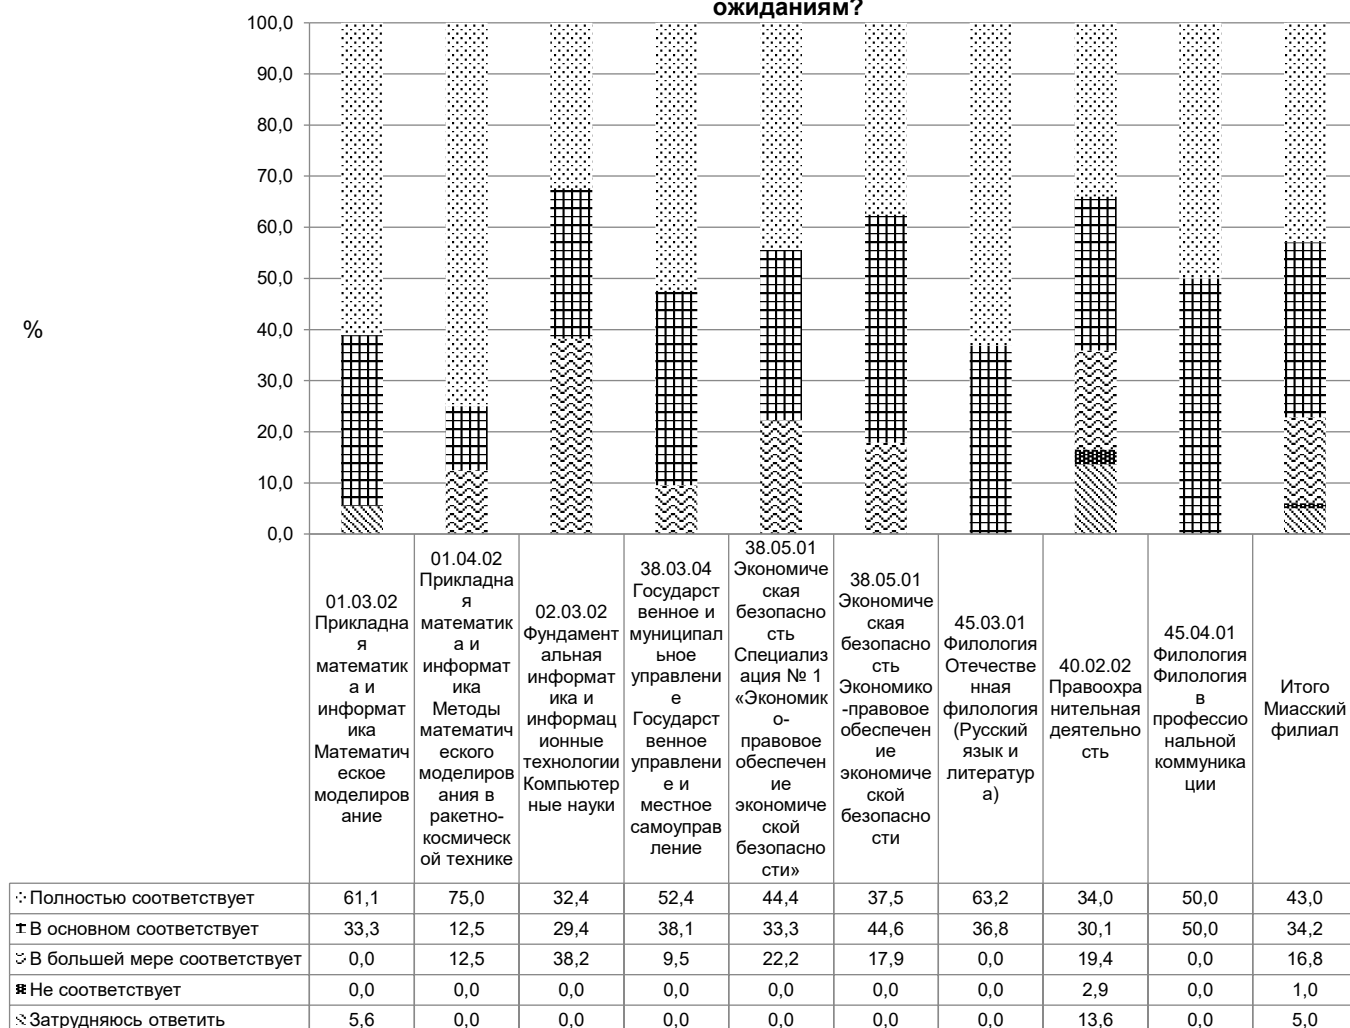 ожиданиям?
100,0
90,0
80,0
70,0
60,0
50,0
40,0
30,0
20,0
10,0
0,0
%
01.03.02
Прикладна
я
математик
а и
информат
ика
Математич
еское
моделиров
ание
01.04.02
Прикладна
я
математик
а и
информат
ика
Методы
математич
еского
моделиров
ания в
ракетно-
космическ
ой технике
02.03.02
Фундамент
альная
информат
ика и
информац
ионные
технологии
Компьютер
ные науки
38.03.04
Государст
венное и
муниципал
ьное
управлени
е
Государст
венное
управлени
е и
местное
самоуправ
ление
38.05.01
Экономиче
ская
безопасно
сть
Специализ
ация № 1
«Экономик
о-
правовое
обеспечен
ие
экономиче
ской
безопасно
сти»
38.05.01
Экономиче
ская
безопасно
сть
Экономико
-правовое
обеспечен
ие
экономиче
ской
безопасно
сти
45.03.01
Филология
Отечестве
нная
филология
(Русский
язык и
литератур
а)
40.02.02
Правоохра
нительная
деятельно
сть
45.04.01
Филология
Филология
в
профессио
нальной
коммуника
ции
Итого
Миасский
филиал
Полностью соответствует 61,1 75,0 32,4 52,4 44,4 37,5 63,2 34,0 50,0 43,0
В основном соответствует 33,3 12,5 29,4 38,1 33,3 44,6 36,8 30,1 50,0 34,2
В большей мере соответствует 0,0 12,5 38,2 9,5 22,2 17,9 0,0 19,4 0,0 16,8
Не соответствует 0,0 0,0 0,0 0,0 0,0 0,0 0,0 2,9 0,0 1,0
Затрудняюсь ответить 5,6 0,0 0,0 0,0 0,0 0,0 0,0 13,6 0,0 5,0